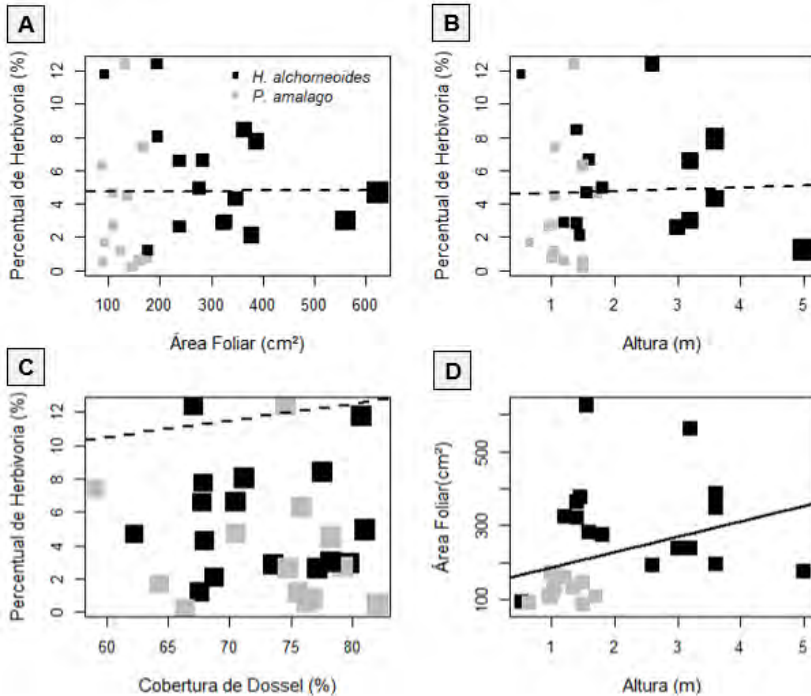 A
Percentual de Herbivoria (%)
12
10
8
6
4
2
0
H. alchorneoides
P. amalago
100 200 300 400 500 600
Área Foliar (cm²)
B
Percentual de Herbivoria (%)
12
10
8
6
4
2
0
1 2 3 4 5
Altura (m)
C
Percentual de Herbivoria (%)
12
10
8
6
4
2
0
60 65 70 75 80
Cobertura de Dossel (%)
D
Área Foliar(cm²)
500
300
100
1 2 3 4 5
Altura (m)